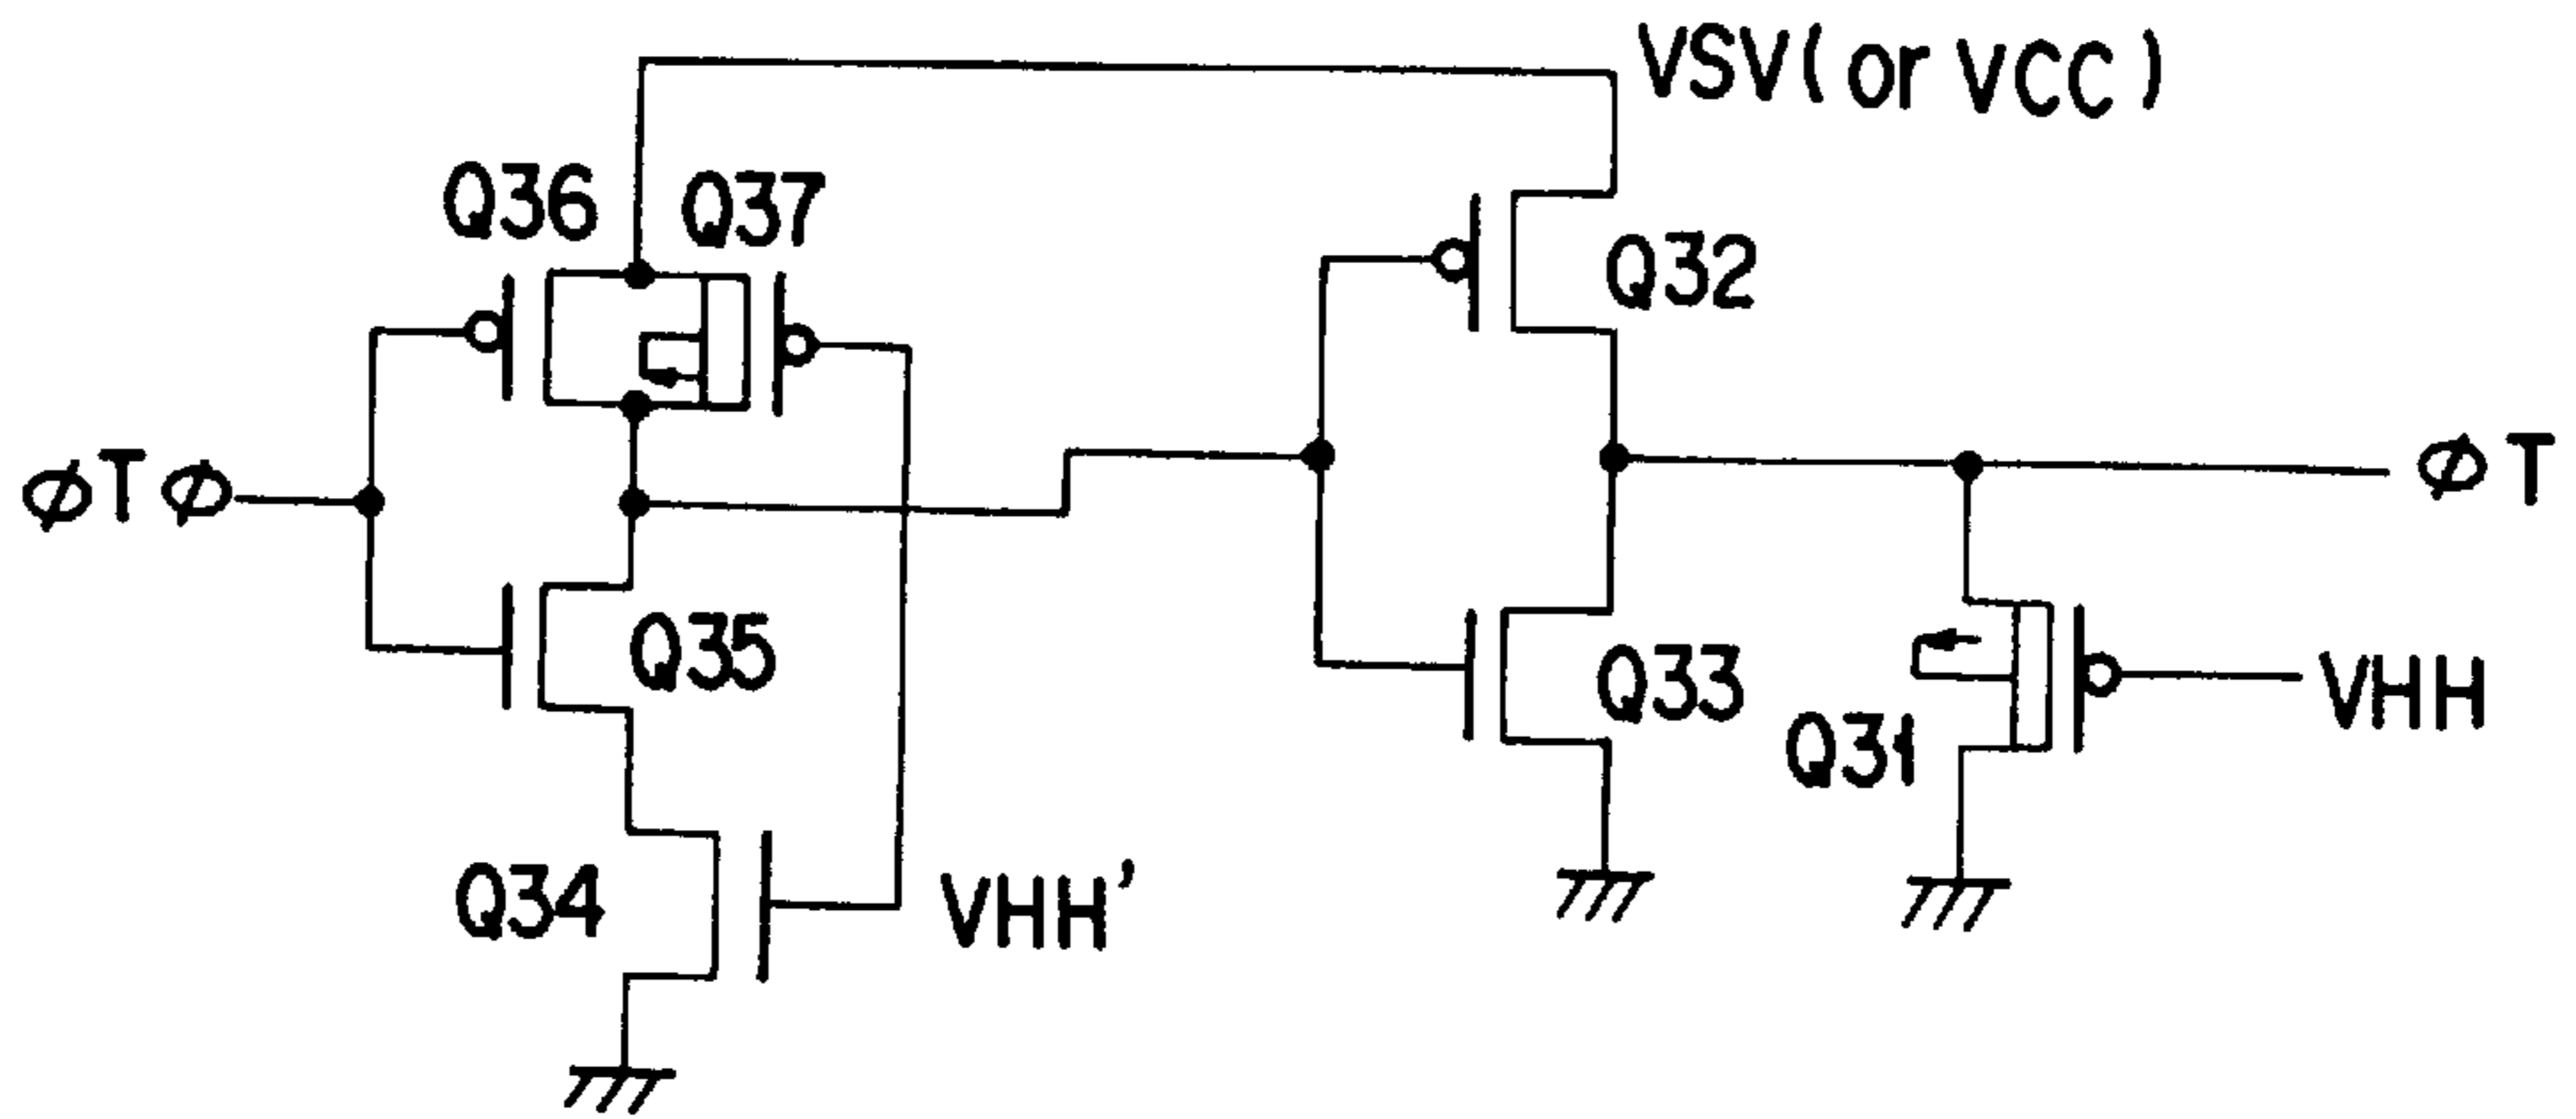 VSV(or VCC)
Q36
Q37
Q32
φTφ
φT
Q35
Q33
Q31
VHH
Q34
VHH'